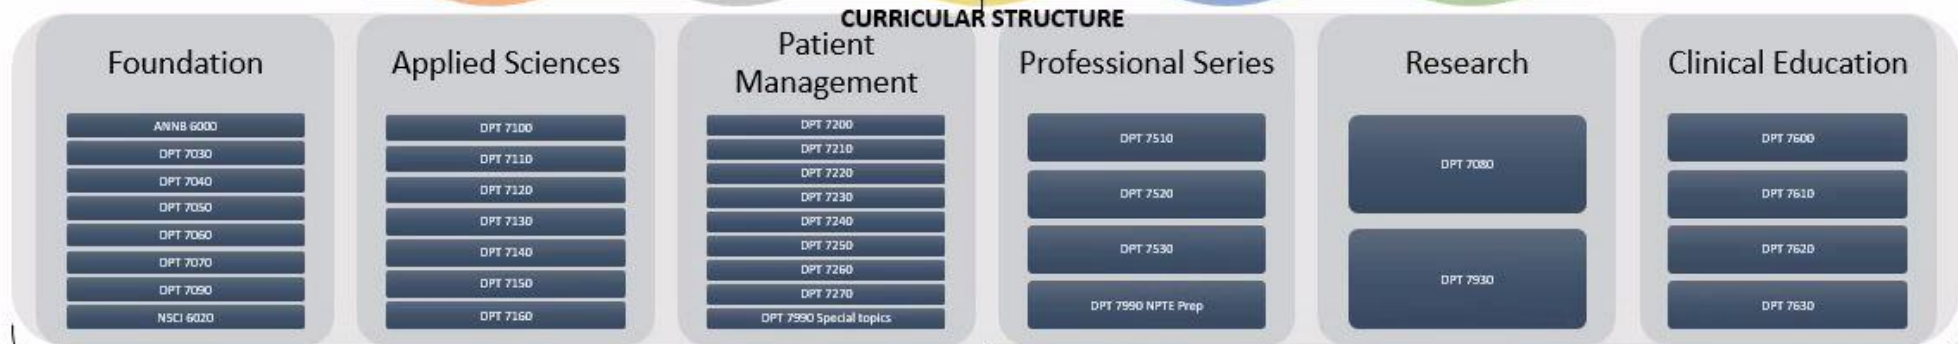 CURRICULAR STRUCTURE
Foundation
ANNB 6000
DPT 7030
DPT 7040
DPT 7050
DPT 7060
DPT 7070
DPT 7090
NSCI 6020
Applied Sciences
DPT 7100
DPT 7110
DPT 7120
DPT 7130
DPT 7140
DPT 7150
DPT 7160
Patient
Management
DPT 7200
DPT 7210
DPT 7220
DPT 7230
DPT 7240
DPT 7250
DPT 7260
DPT 7270
DPT 7990 Special topics
Professional Series
DPT 7510
DPT 7520
DPT 7530
DPT 7990 NPTE Prep
Research
DPT 7080
DPT 7930
Clinical Education
DPT 7600
DPT 7610
DPT 7620
DPT 7630